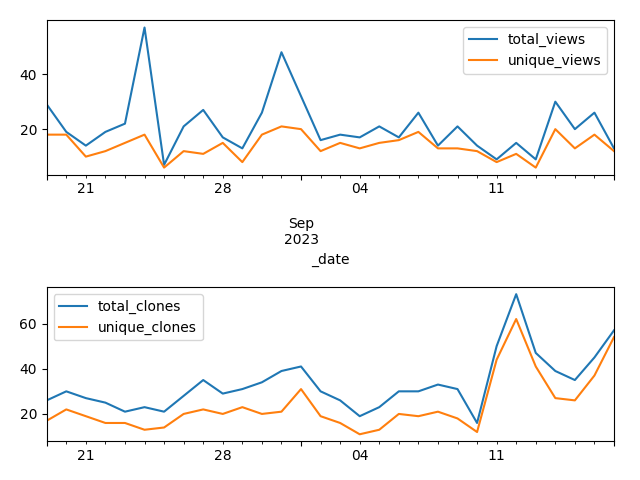 total_views
unique_views
40
20
21 28 04 11
Sep
2023
_date
total_clones
unique_clones
60
40
20
21 28 04 11